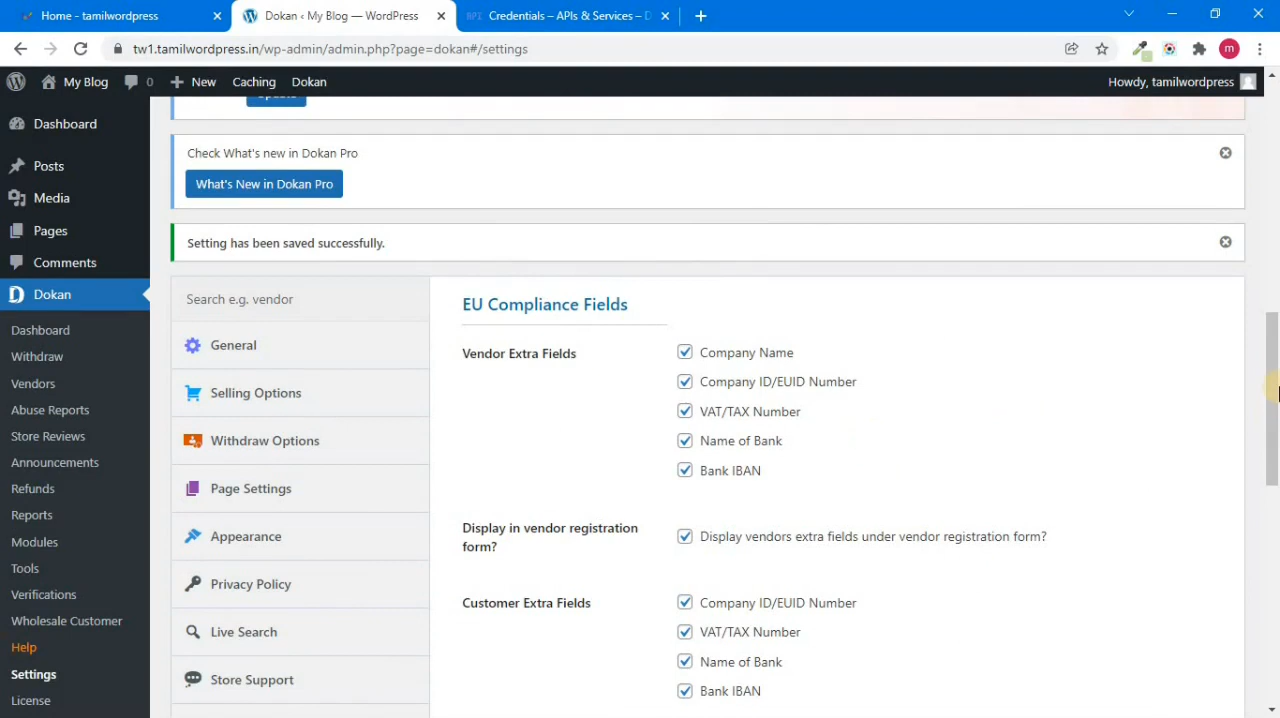 Home - tamilwordpress
Dokan ‹ My Blog — WordPress
API Credentials – APIs & Services – D
tw1.tamilwordpress.in/wp-admin/admin.php?page=dokan#/settings
m
My Blog
0
New
Caching
Dokan
Howdy, tamilwordpress
Dashboard
Posts
Media
Pages
Comments
Dokan
Dashboard
Withdraw
Vendors
Abuse Reports
Store Reviews
Announcements
Refunds
Reports
Modules
Tools
Verifications
Wholesale Customer
Help
Settings
License
Update
Check What's new in Dokan Pro
What's New in Dokan Pro
Setting has been saved successfully.
Search e.g. vendor
General
Selling Options
Withdraw Options
Page Settings
Appearance
Privacy Policy
Live Search
Store Support
EU Compliance Fields
Vendor Extra Fields
Company Name
Company ID/EUID Number
VAT/TAX Number
Name of Bank
Bank IBAN
Display in vendor registration
form?
Display vendors extra fields under vendor registration form?
Customer Extra Fields
Company ID/EUID Number
VAT/TAX Number
Name of Bank
Bank IBAN